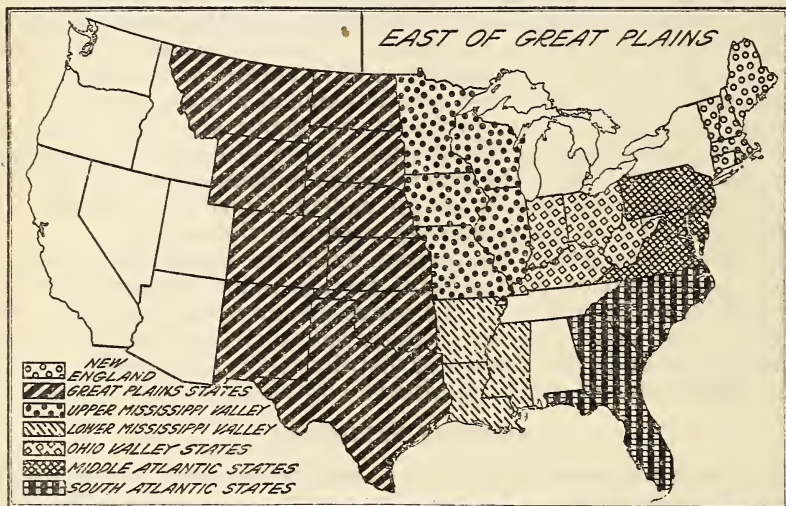 EAST OF GREAT PLAINS
NEW
ENGLAND
GREAT PLAINS STATES
UPPER MISSISSIPPI VALLEY
LOWER MISSISSIPPI VALLEY
OHIO VALLEY STATES
MIDDLE ATLANTIC STATES
SOUTH ATLANTIC STATES